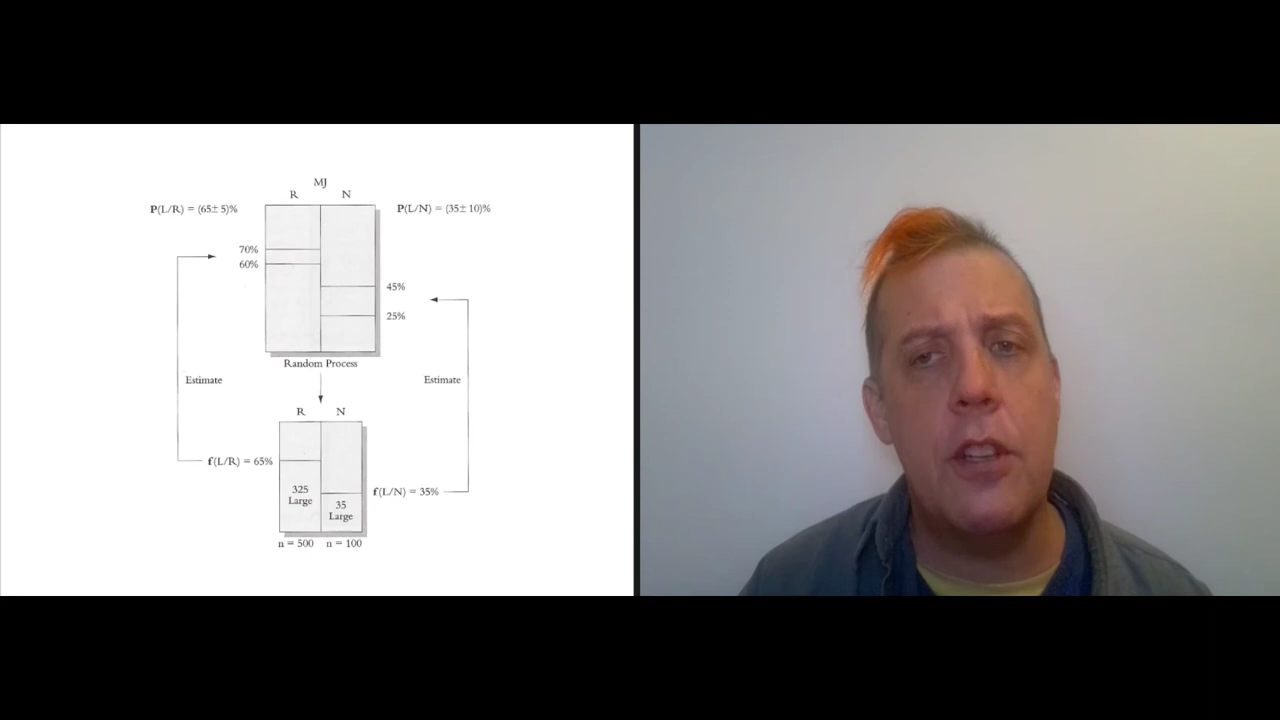 MJ
R N
P(L/R) = (65± 5)%
P(L/N) = (35± 10)%
70%
60%
45%
25%
Random Process
Estimate
Estimate
R N
f(L/R) = 65%
325
Large
f(L/N) = 35%
35
Large
n = 500 n = 100